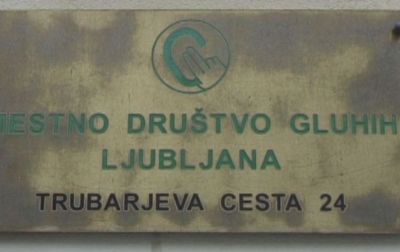 MESTNO DRUŠTVO GLUHIH
LJUBLJANA
TRUBARJEVA CESTA 24